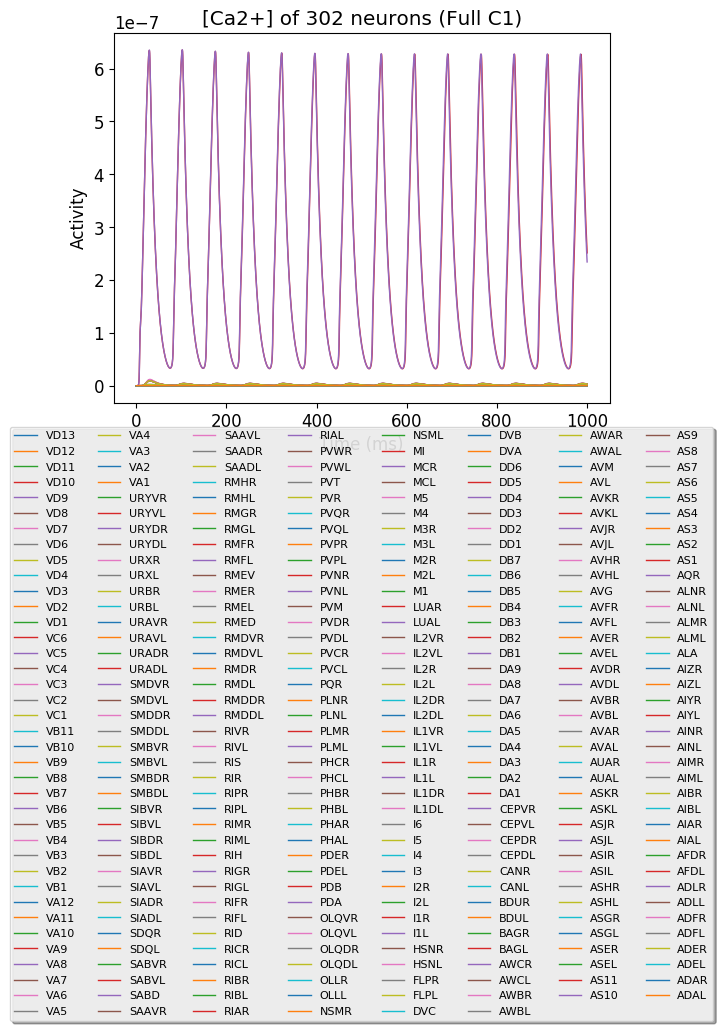 [Ca2+] of 302 neurons (Full C1)
1e−7
6
5
4
3
2
1
0
Activity
0
200
400
600
800
1000
Time (ms)
VD13
VD12
VD11
VD10
VD9
VD8
VD7
VD6
VD5
VD4
VD3
VD2
VD1
VC6
VC5
VC4
VC3
VC2
VC1
VB11
VB10
VB9
VB8
VB7
VB6
VB5
VB4
VB3
VB2
VB1
VA12
VA11
VA10
VA9
VA8
VA7
VA6
VA5
VA4
VA3
VA2
VA1
URYVR
URYVL
URYDR
URYDL
URXR
URXL
URBR
URBL
URAVR
URAVL
URADR
URADL
SMDVR
SMDVL
SMDDR
SMDDL
SMBVR
SMBVL
SMBDR
SMBDL
SIBVR
SIBVL
SIBDR
SIBDL
SIAVR
SIAVL
SIADR
SIADL
SDQR
SDQL
SABVR
SABVL
SABD
SAAVR
SAAVL
SAADR
SAADL
RMHR
RMHL
RMGR
RMGL
RMFR
RMFL
RMEV
RMER
RMEL
RMED
RMDVR
RMDVL
RMDR
RMDL
RMDDR
RMDDL
RIVR
RIVL
RIS
RIR
RIPR
RIPL
RIMR
RIML
RIH
RIGR
RIGL
RIFR
RIFL
RID
RICR
RICL
RIBR
RIBL
RIAR
RIAL
PVWR
PVWL
PVT
PVR
PVQR
PVQL
PVPR
PVPL
PVNR
PVNL
PVM
PVDR
PVDL
PVCR
PVCL
PQR
PLNR
PLNL
PLMR
PLML
PHCR
PHCL
PHBR
PHBL
PHAR
PHAL
PDER
PDEL
PDB
PDA
OLQVR
OLQVL
OLQDR
OLQDL
OLLR
OLLL
NSMR
NSML
MI
MCR
MCL
M5
M4
M3R
M3L
M2R
M2L
M1
LUAR
LUAL
IL2VR
IL2VL
IL2R
IL2L
IL2DR
IL2DL
IL1VR
IL1VL
IL1R
IL1L
IL1DR
IL1DL
I6
I5
I4
I3
I2R
I2L
I1R
I1L
HSNR
HSNL
FLPR
FLPL
DVC
DVB
DVA
DD6
DD5
DD4
DD3
DD2
DD1
DB7
DB6
DB5
DB4
DB3
DB2
DB1
DA9
DA8
DA7
DA6
DA5
DA4
DA3
DA2
DA1
CEPVR
CEPVL
CEPDR
CEPDL
CANR
CANL
BDUR
BDUL
BAGR
BAGL
AWCR
AWCL
AWBR
AWBL
AWAR
AWAL
AVM
AVL
AVKR
AVKL
AVJR
AVJL
AVHR
AVHL
AVG
AVFR
AVFL
AVER
AVEL
AVDR
AVDL
AVBR
AVBL
AVAR
AVAL
AUAR
AUAL
ASKR
ASKL
ASJR
ASJL
ASIR
ASIL
ASHR
ASHL
ASGR
ASGL
ASER
ASEL
AS11
AS10
AS9
AS8
AS7
AS6
AS5
AS4
AS3
AS2
AS1
AQR
ALNR
ALNL
ALMR
ALML
ALA
AIZR
AIZL
AIYR
AIYL
AINR
AINL
AIMR
AIML
AIBR
AIBL
AIAR
AIAL
AFDR
AFDL
ADLR
ADLL
ADFR
ADFL
ADER
ADEL
ADAR
ADAL